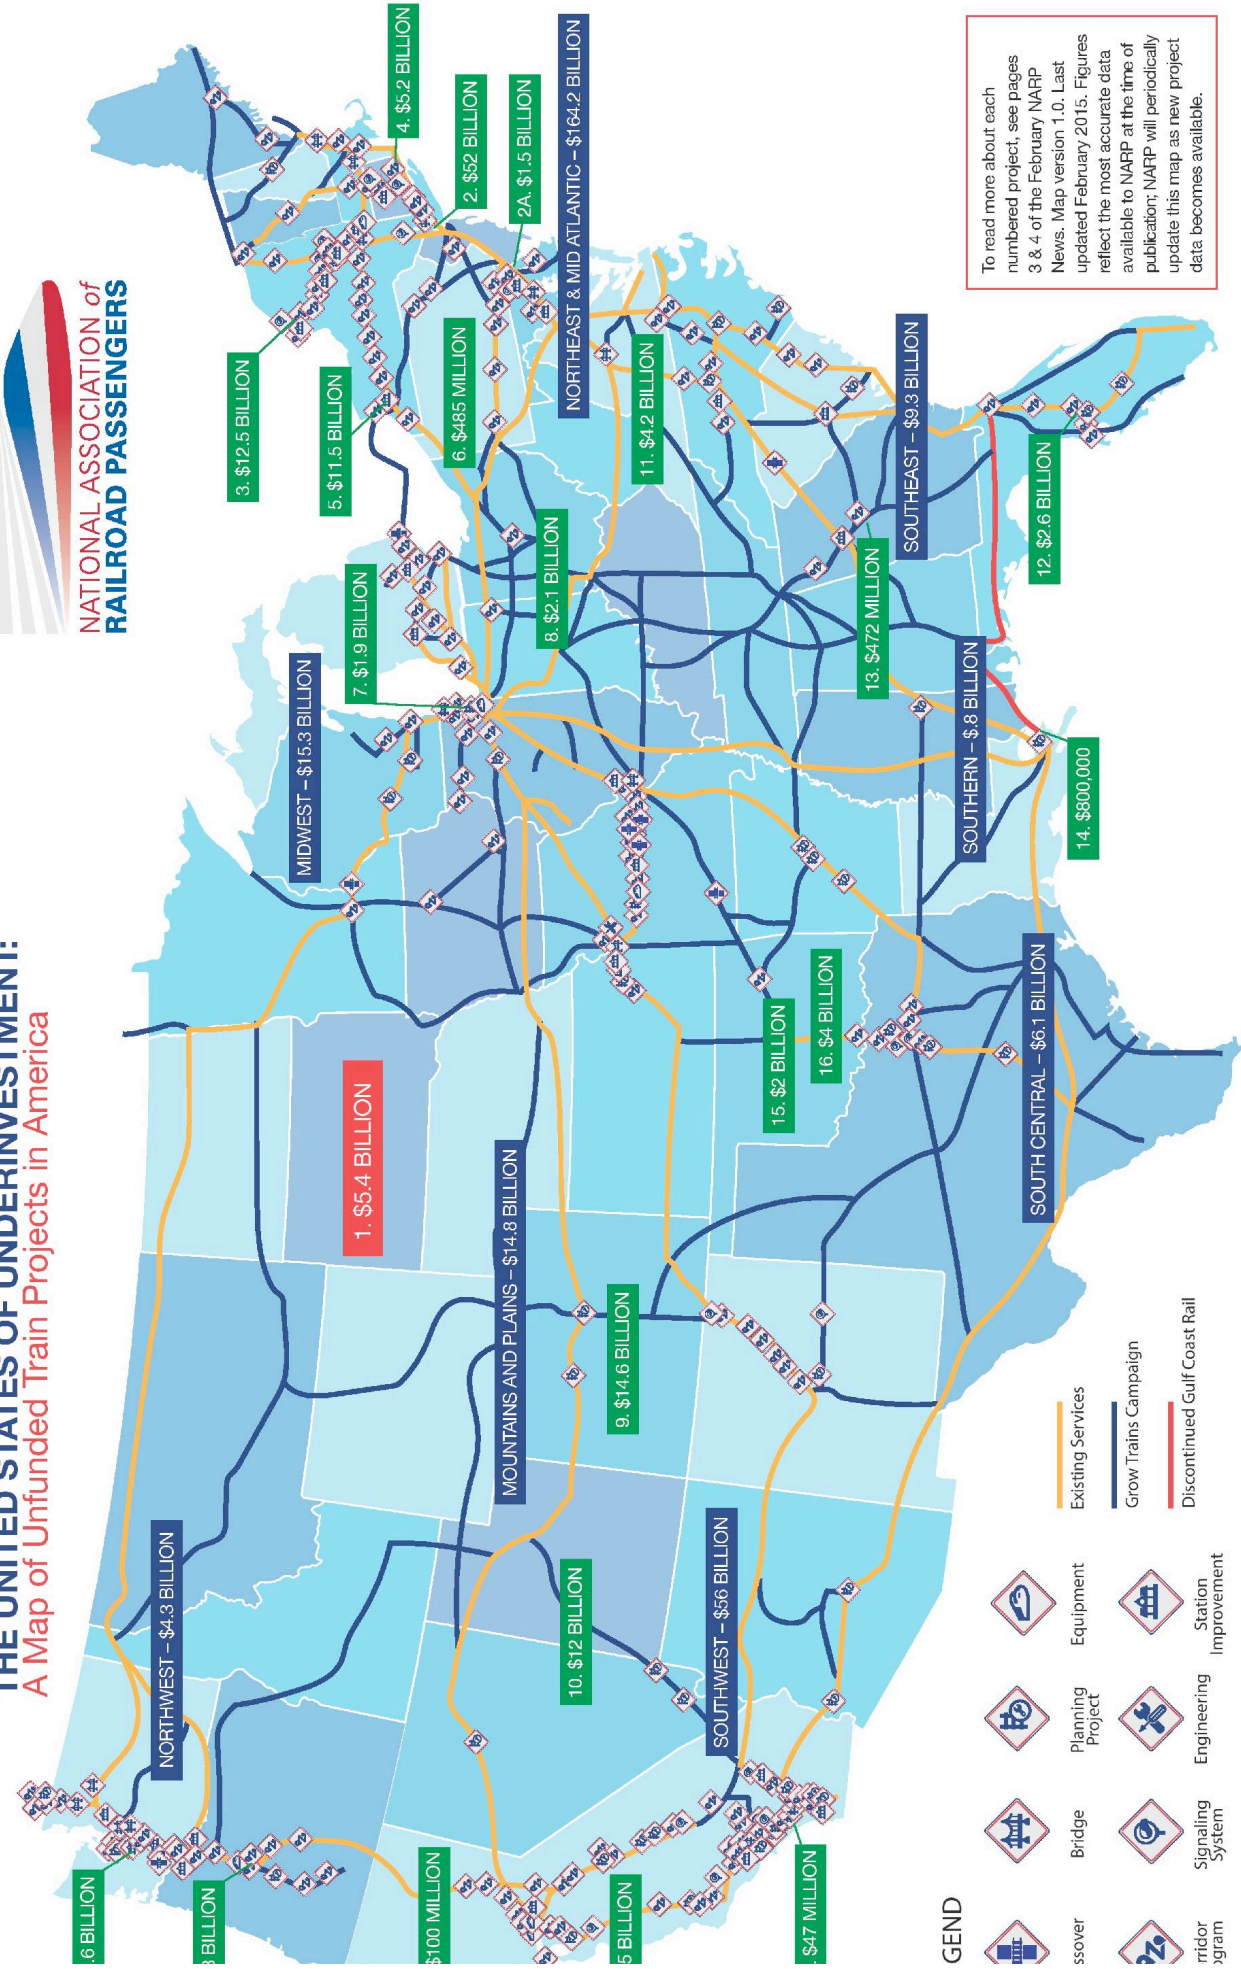 THE UNITED STATES OF UNDERINVESTMENT:
A Map of Unfunded Train Projects in America
NATIONAL ASSOCIATION of
RAILROAD PASSENGERS
.6 BILLION
NORTHWEST – $4.3 BILLION
1. $5.4 BILLION
MIDWEST – $15.3 BILLION
7. $1.9 BILLION
3. $12.5 BILLION
5. $11.5 BILLION
4. $5.2 BILLION
2. $52 BILLION
2A. $1.5 BILLION
6. $485 MILLION
NORTHEAST & MID ATLANTIC – $164.2 BILLION
8. $2.1 BILLION
MOUNTAINS AND PLAINS – $14.8 BILLION
9. $14.6 BILLION
10. $12 BILLION
$100 MILLION
5 BILLION
SOUTHWEST – $56 BILLION
$47 MILLION
11. $4.2 BILLION
15. $2 BILLION
16. $4 BILLION
13. $472 MILLION
SOUTHEAST – $9.3 BILLION
SOUTHERN – $.8 BILLION
12. $2.6 BILLION
SOUTH CENTRAL – $6.1 BILLION
14. $800,000
To read more about each
numbered project, see pages
3 & 4 of the February NARP
News. Map version 1.0. Last
updated February 2015. Figures
reflect the most accurate data
available to NARP at the time of
publication; NARP will periodically
update this map as new project
data becomes available.
GEND
ssover
Bridge
Planning
Project
Equipment
Existing Services
Grow Trains Campaign
Discontinued Gulf Coast Rail
rridor
gram
Signaling
System
Engineering
Station
Improvement